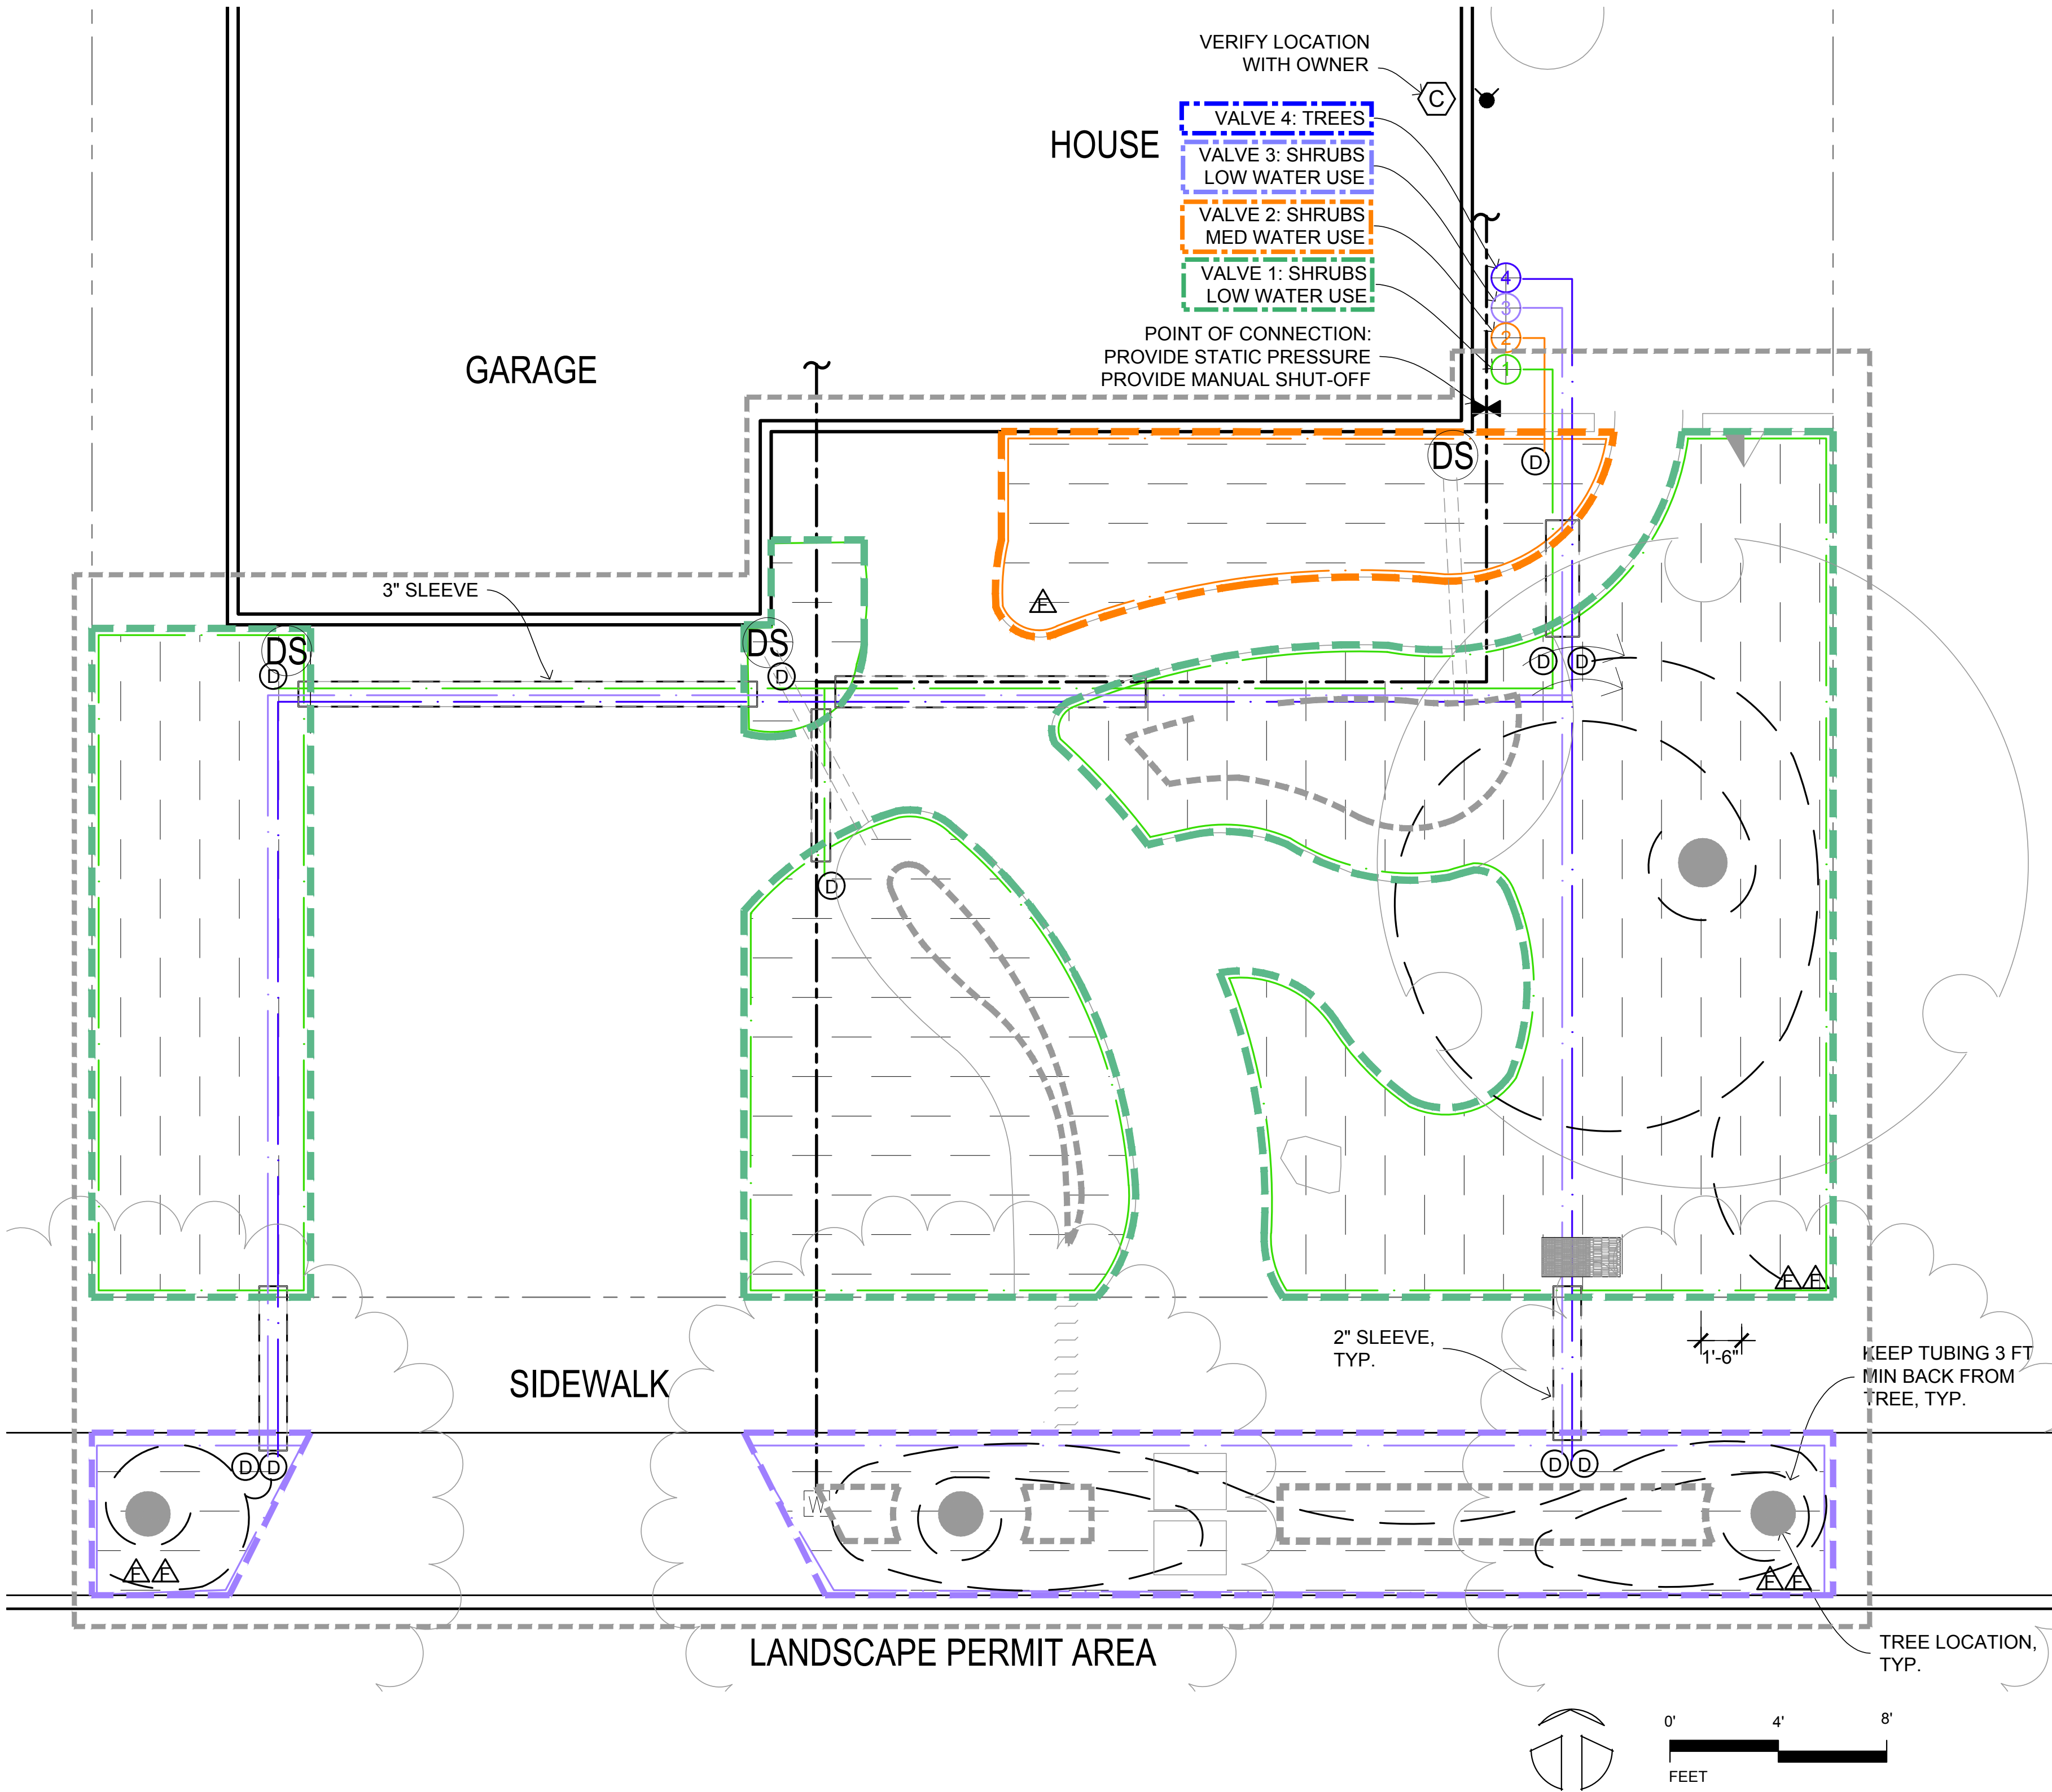 VERIFY LOCATION
WITH OWNER
C
VALVE 4: TREES
HOUSE
VALVE 3: SHRUBS
LOW WATER USE
VALVE 2: SHRUBS
MED WATER USE
VALVE 1: SHRUBS
LOW WATER USE
4
3
2
1
POINT OF CONNECTION:
PROVIDE STATIC PRESSURE
PROVIDE MANUAL SHUT-OFF
GARAGE
DS
D
3" SLEEVE
F
DS
D
DS
D
D
D
D
F F
2" SLEEVE,
TYP.
1'-6"
KEEP TUBING 3 FT
MIN BACK FROM
TREE, TYP.
SIDEWALK
D D
D D
W
F F
F F
LANDSCAPE PERMIT AREA
TREE LOCATION,
TYP.
0' 4' 8'
FEET